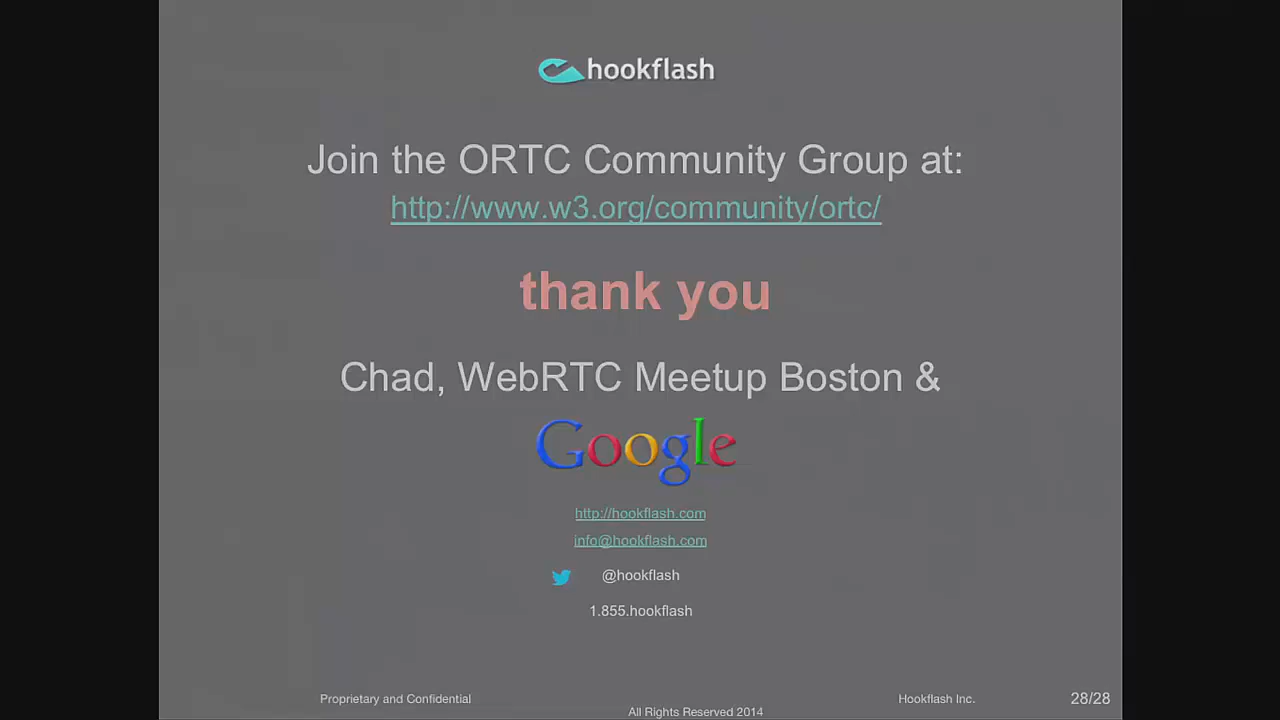 hookflash
Join the ORTC Community Group at:
http://www.w3.org/community/ortc/
thank you
Chad, WebRTC Meetup Boston &
Google
http://hookflash.com
info@hookflash.com
@hookflash
1.855.hookflash
Proprietary and Confidential
All Rights Reserved 2014
Hookflash Inc.
28/28